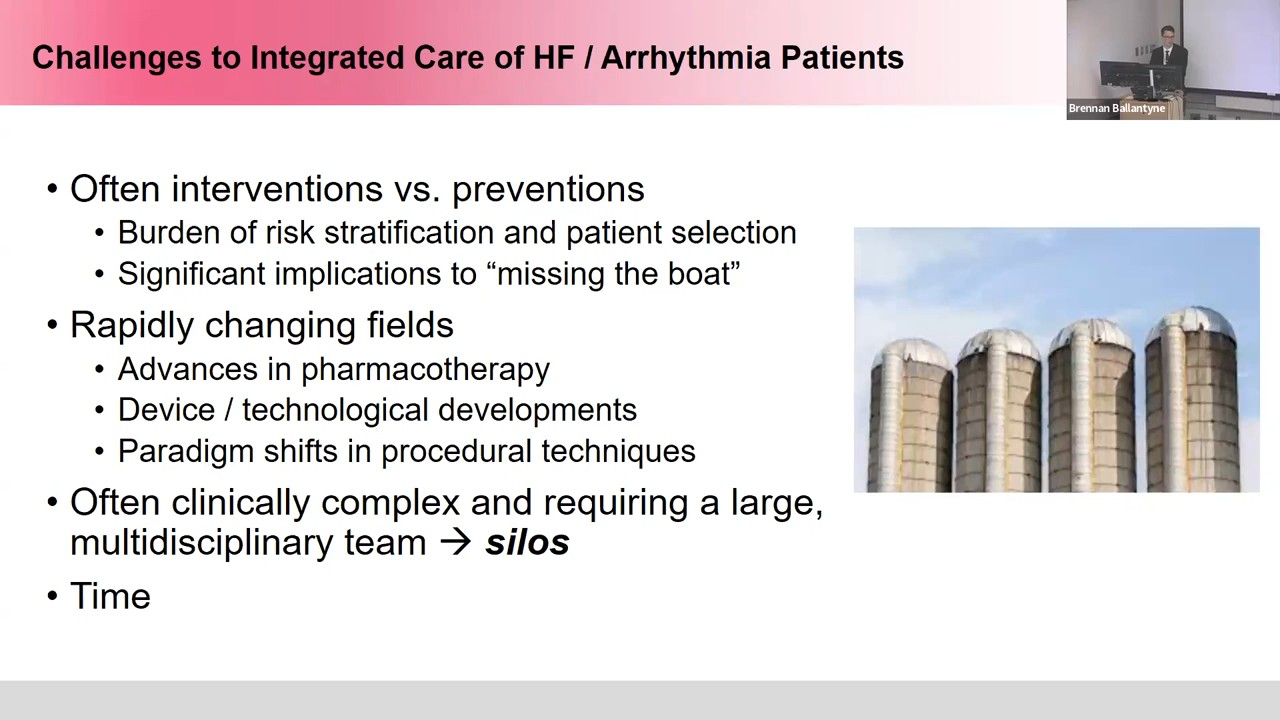 Challenges to Integrated Care of HF / Arrhythmia Patients
Brennan Ballantyne
• Often interventions vs. preventions
• Burden of risk stratification and patient selection
• Significant implications to “missing the boat”
• Rapidly changing fields
• Advances in pharmacotherapy
• Device / technological developments
• Paradigm shifts in procedural techniques
• Often clinically complex and requiring a large,
multidisciplinary team → silos
• Time